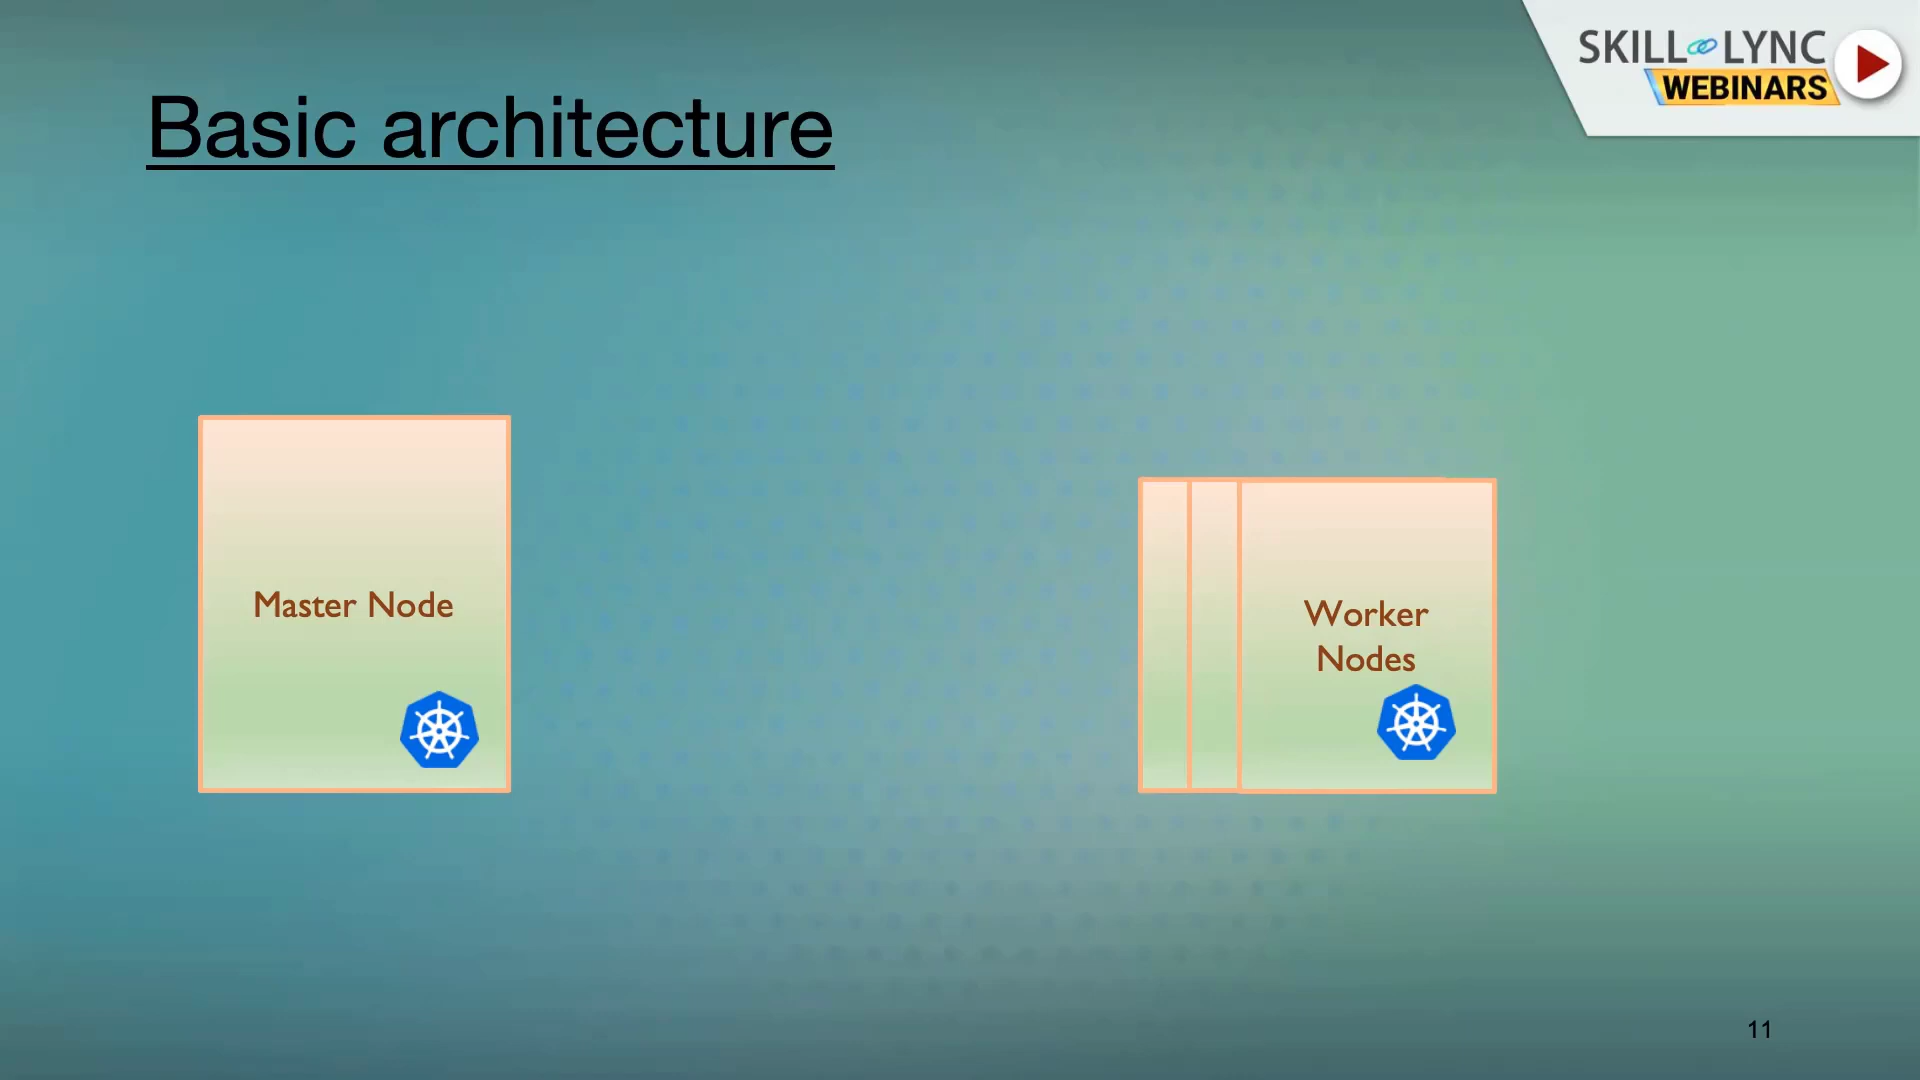 SKILL LYNC
WEBINARS
Basic architecture
Master Node
Worker
Nodes
11